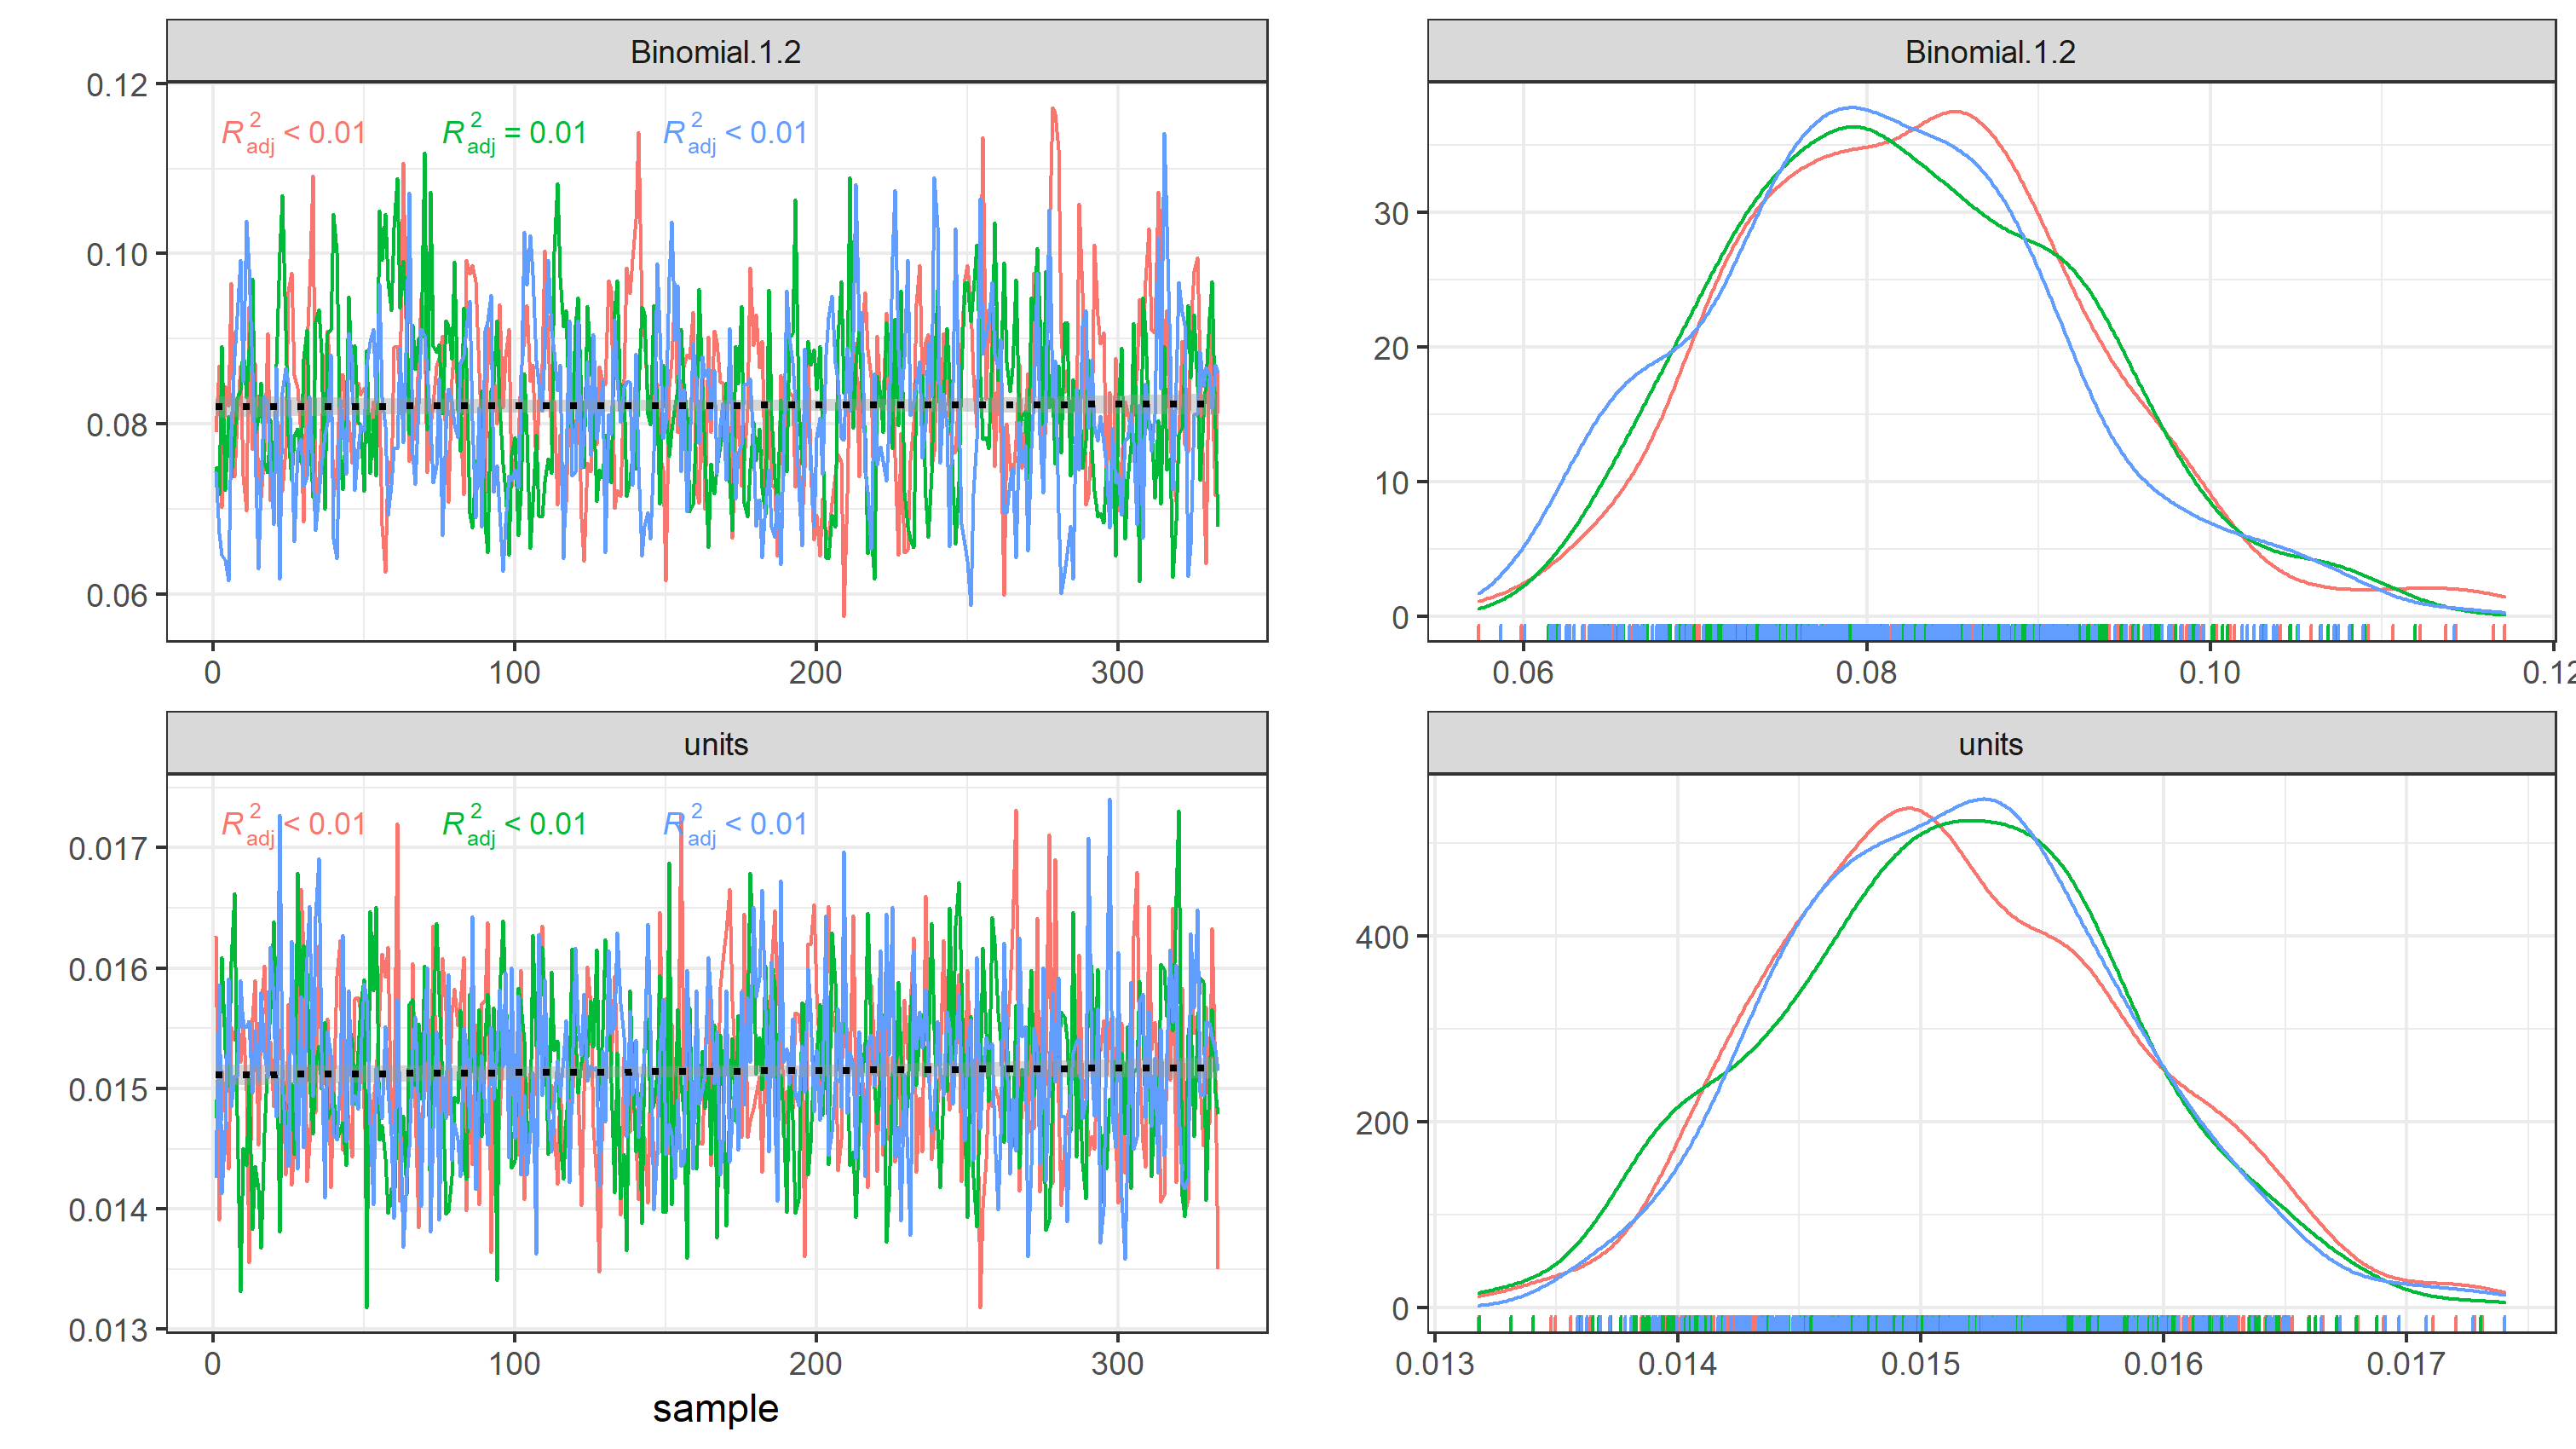 Binomial.1.2
0.12
0.10
0.08
0.06
R²adj < 0.01 R²adj = 0.01 R²adj < 0.01
0 100 200 300
Binomial.1.2
30
20
10
0
0.06 0.08 0.10 0.12
units
0.017
0.016
0.015
0.014
0.013
R²adj < 0.01 R²adj < 0.01 R²adj < 0.01
0 100 200 300
sample
units
400
200
0
0.013 0.014 0.015 0.016 0.017